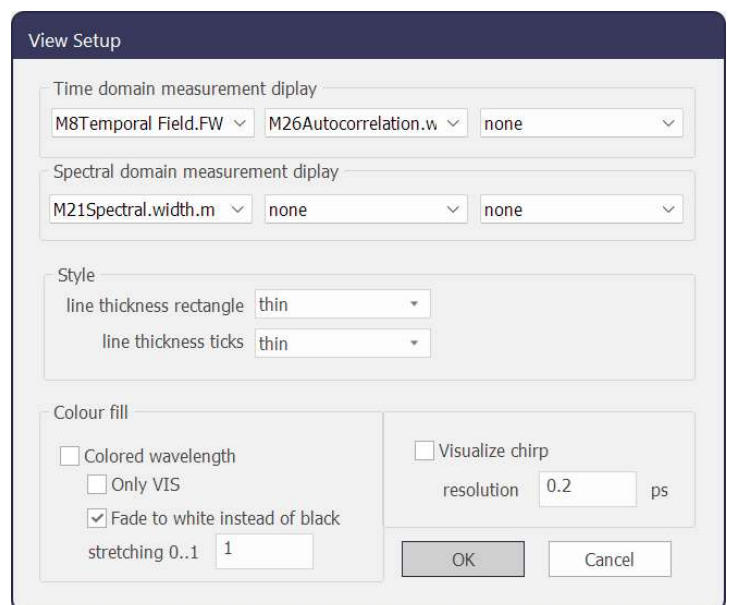 View Setup
Time domain measurement diplay
M8Temporal Field.FW M26Autocorrelation.w none
Spectral domain measurement diplay
M21Spectral.width.m none none
Style
line thickness rectangle thin
line thickness ticks thin
Colour fill
Colored wavelength
Only VIS
Fade to white instead of black
stretching 0..1 1
Visualize chirp
resolution 0.2 ps
OK Cancel